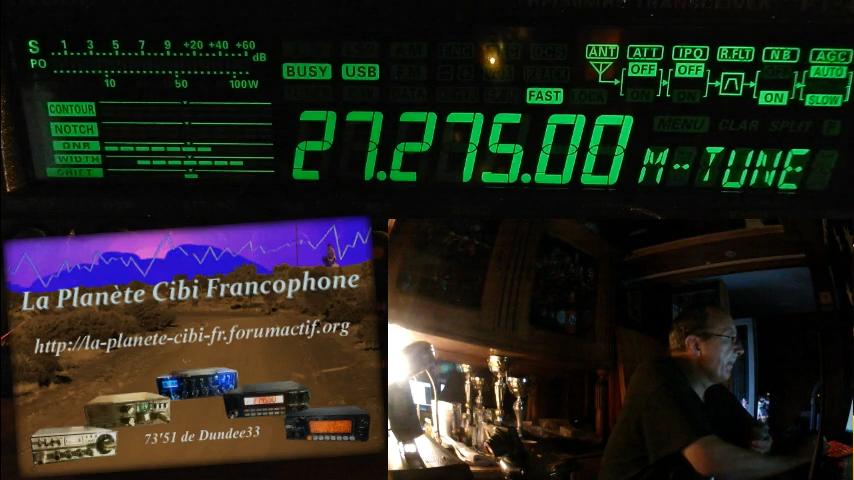 S 1 3 5 7 9 +20 +40 +60 dB
PO 10 50 100W
BUSY USB
FAST
ANT ATT IPO R.FLT NB AGC
OFF OFF AUTO
ON SLOW
CONTOUR
NOTCH
DNR
WIDTH
SHIFT
27.275.00
M--TUNE
MENU CLAR SPLIT
LOCK
La Planète Cibi Francophone
http://la-planete-cibi-fr.forumactif.org
73'51 de Dundee33